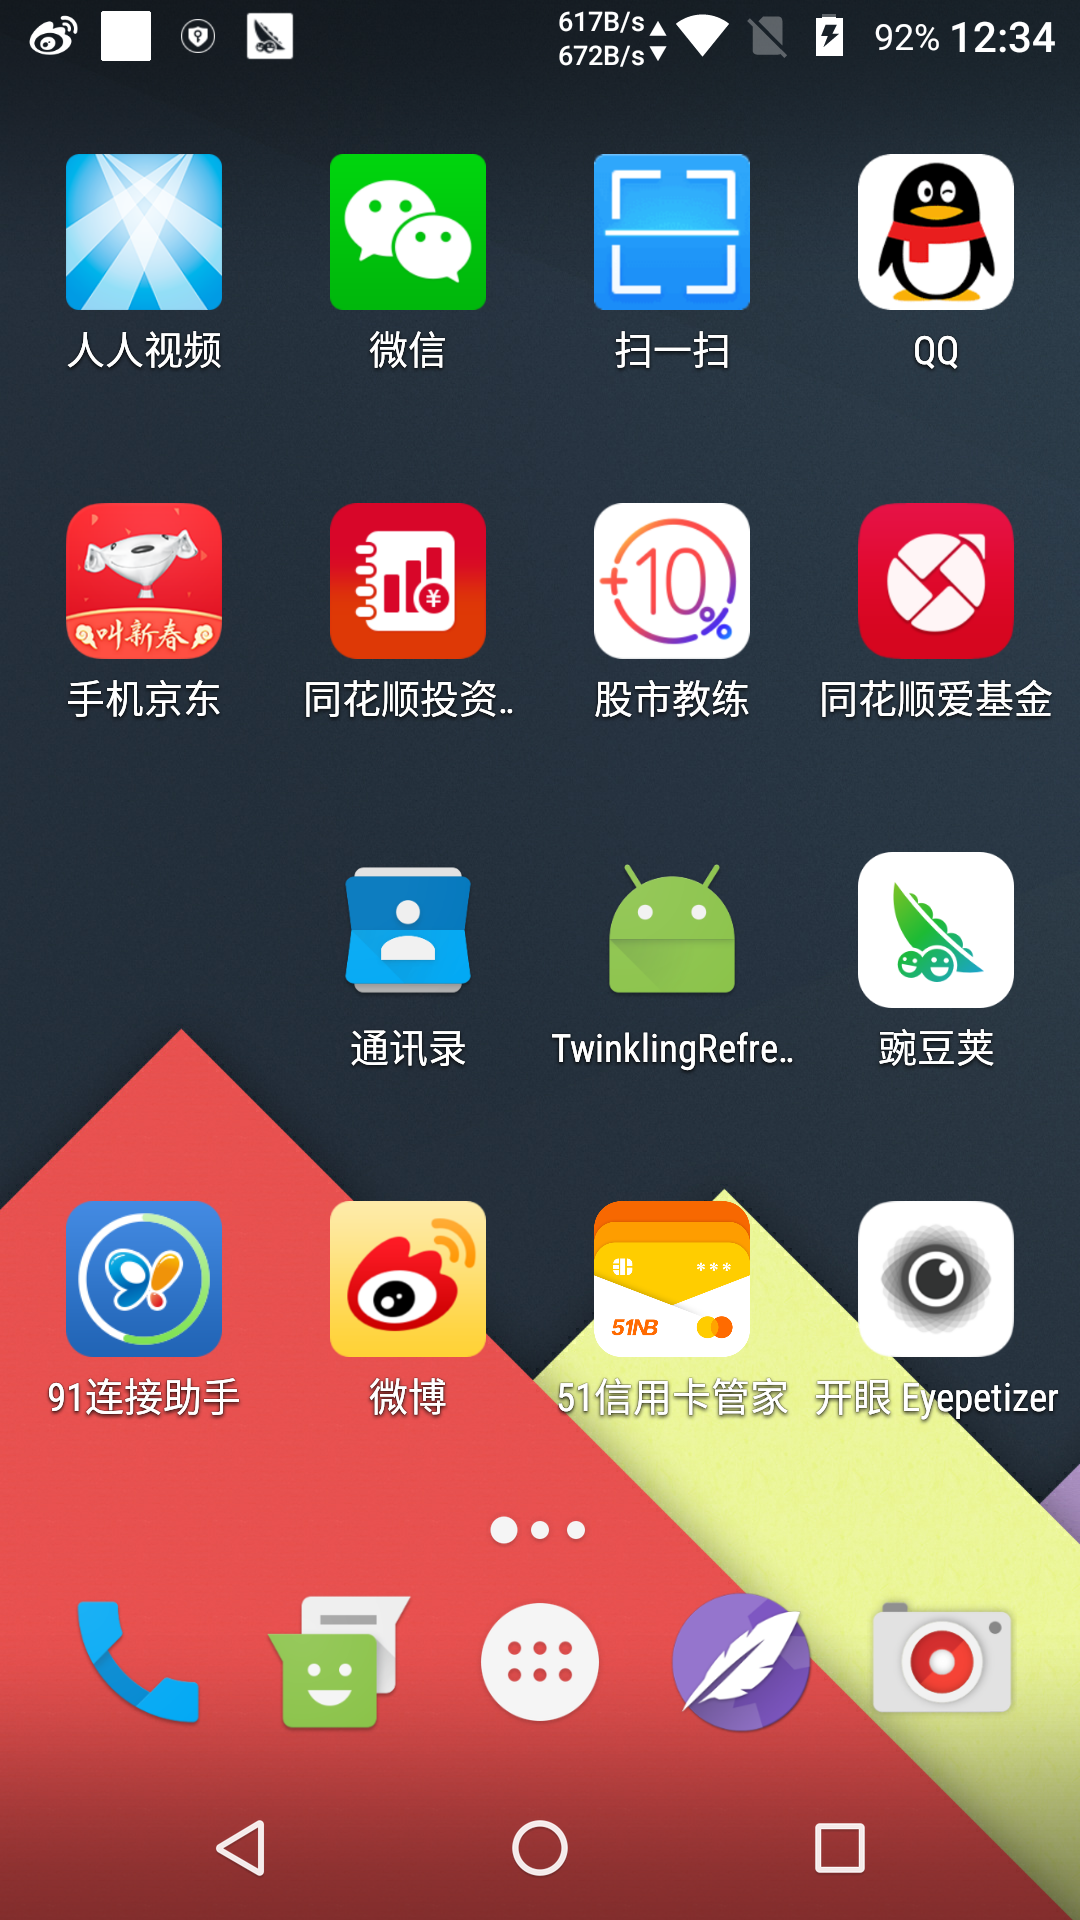 617B/s
672B/s
92% 12:34
人人视频
微信
扫一扫
QQ
叫新春
¥
+10%
手机京东
同花顺投资..
股市教练
同花顺爱基金
通讯录
TwinklingRefre..
豌豆荚
***
51NB
91连接助手
微博
51信用卡管家
开眼 Eyepetizer